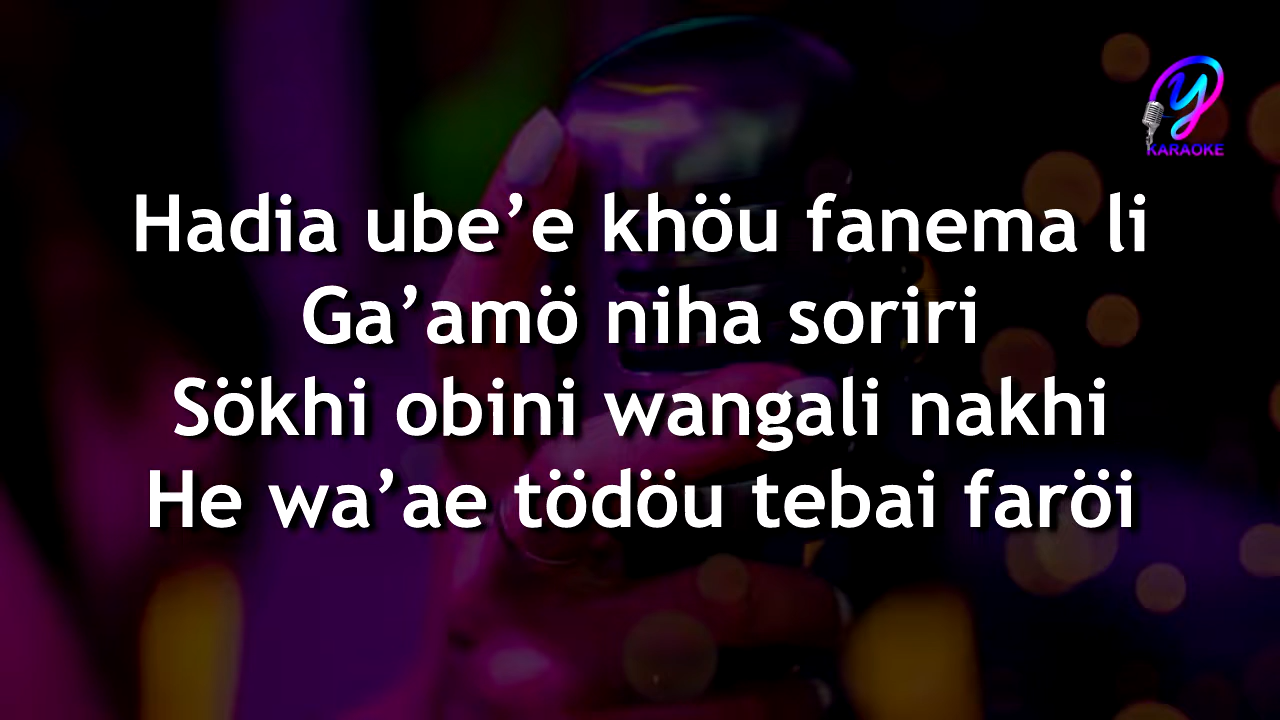 Y
KARAOKE
Hadia ube’e khöu fanema li
Ga’amö niha soriri
Sökhi obini wangali nakhi
He wa’ae tödöu tebai faröi